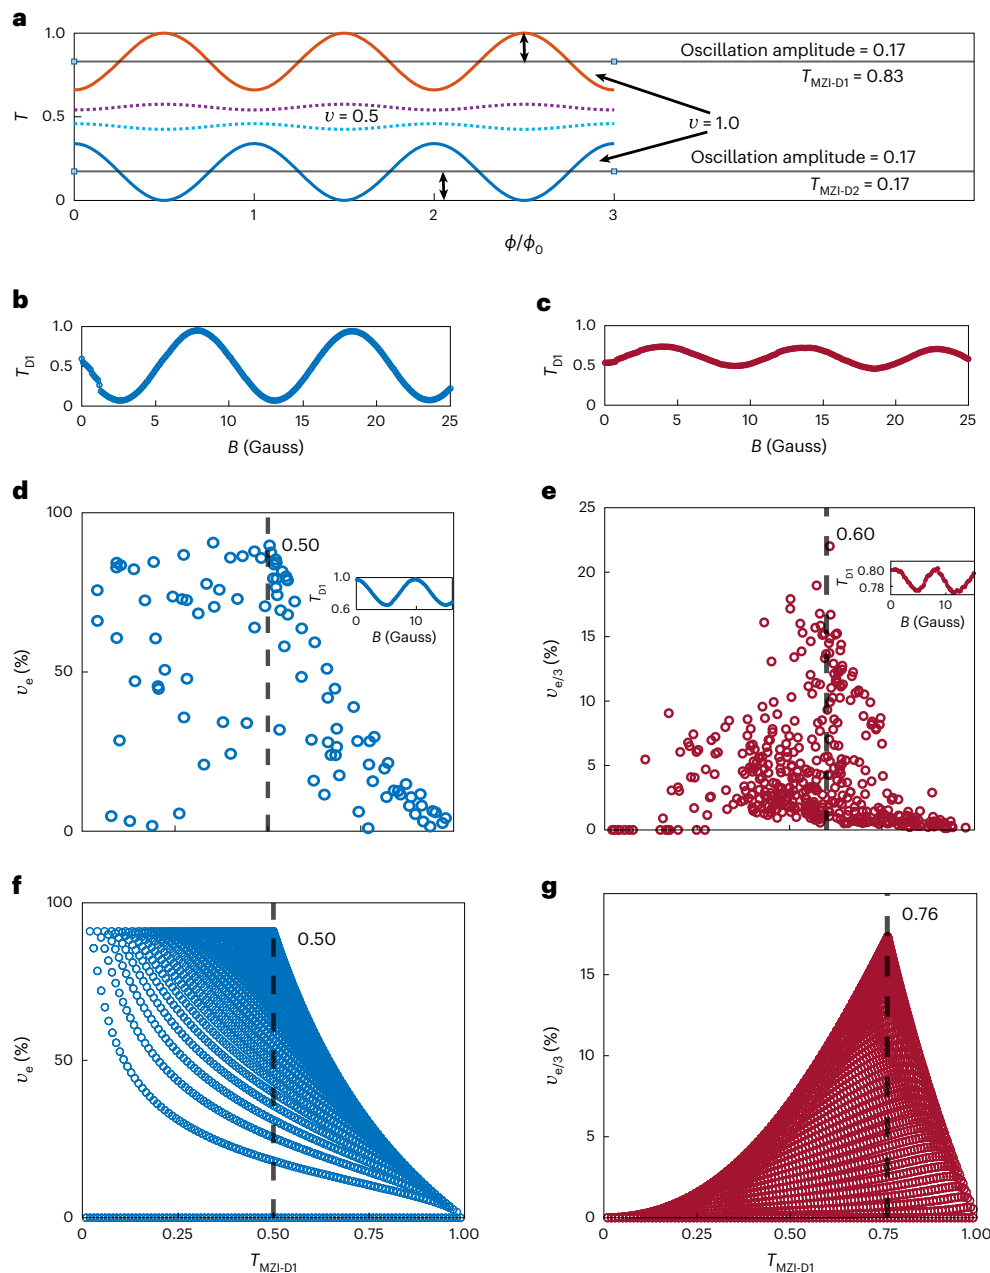 a
1.0
Oscillation amplitude = 0.17
T_MZI-D1 = 0.83
T
0.5
υ = 0.5
υ = 1.0
Oscillation amplitude = 0.17
T_MZI-D2 = 0.17
0
0 1 2 3
ϕ/ϕ_0
b
1.0
T_D1
0.5
0
0 5 10 15 20 25
B (Gauss)
c
1.0
T_D1
0.5
0
0 5 10 15 20 25
B (Gauss)
d
100
0.50
1.0
T_D1
0.6
0 10
B (Gauss)
υ_e (%)
50
0
e
25
0.60
20
0.80
T_D1
0.78
0 10
B (Gauss)
15
υ_e/3 (%)
10
5
0
f
100
0.50
υ_e (%)
50
0
0 0.25 0.50 0.75 1.00
T_MZI-D1
g
0.76
15
υ_e/3 (%)
10
5
0
0 0.25 0.50 0.75 1.00
T_MZI-D1